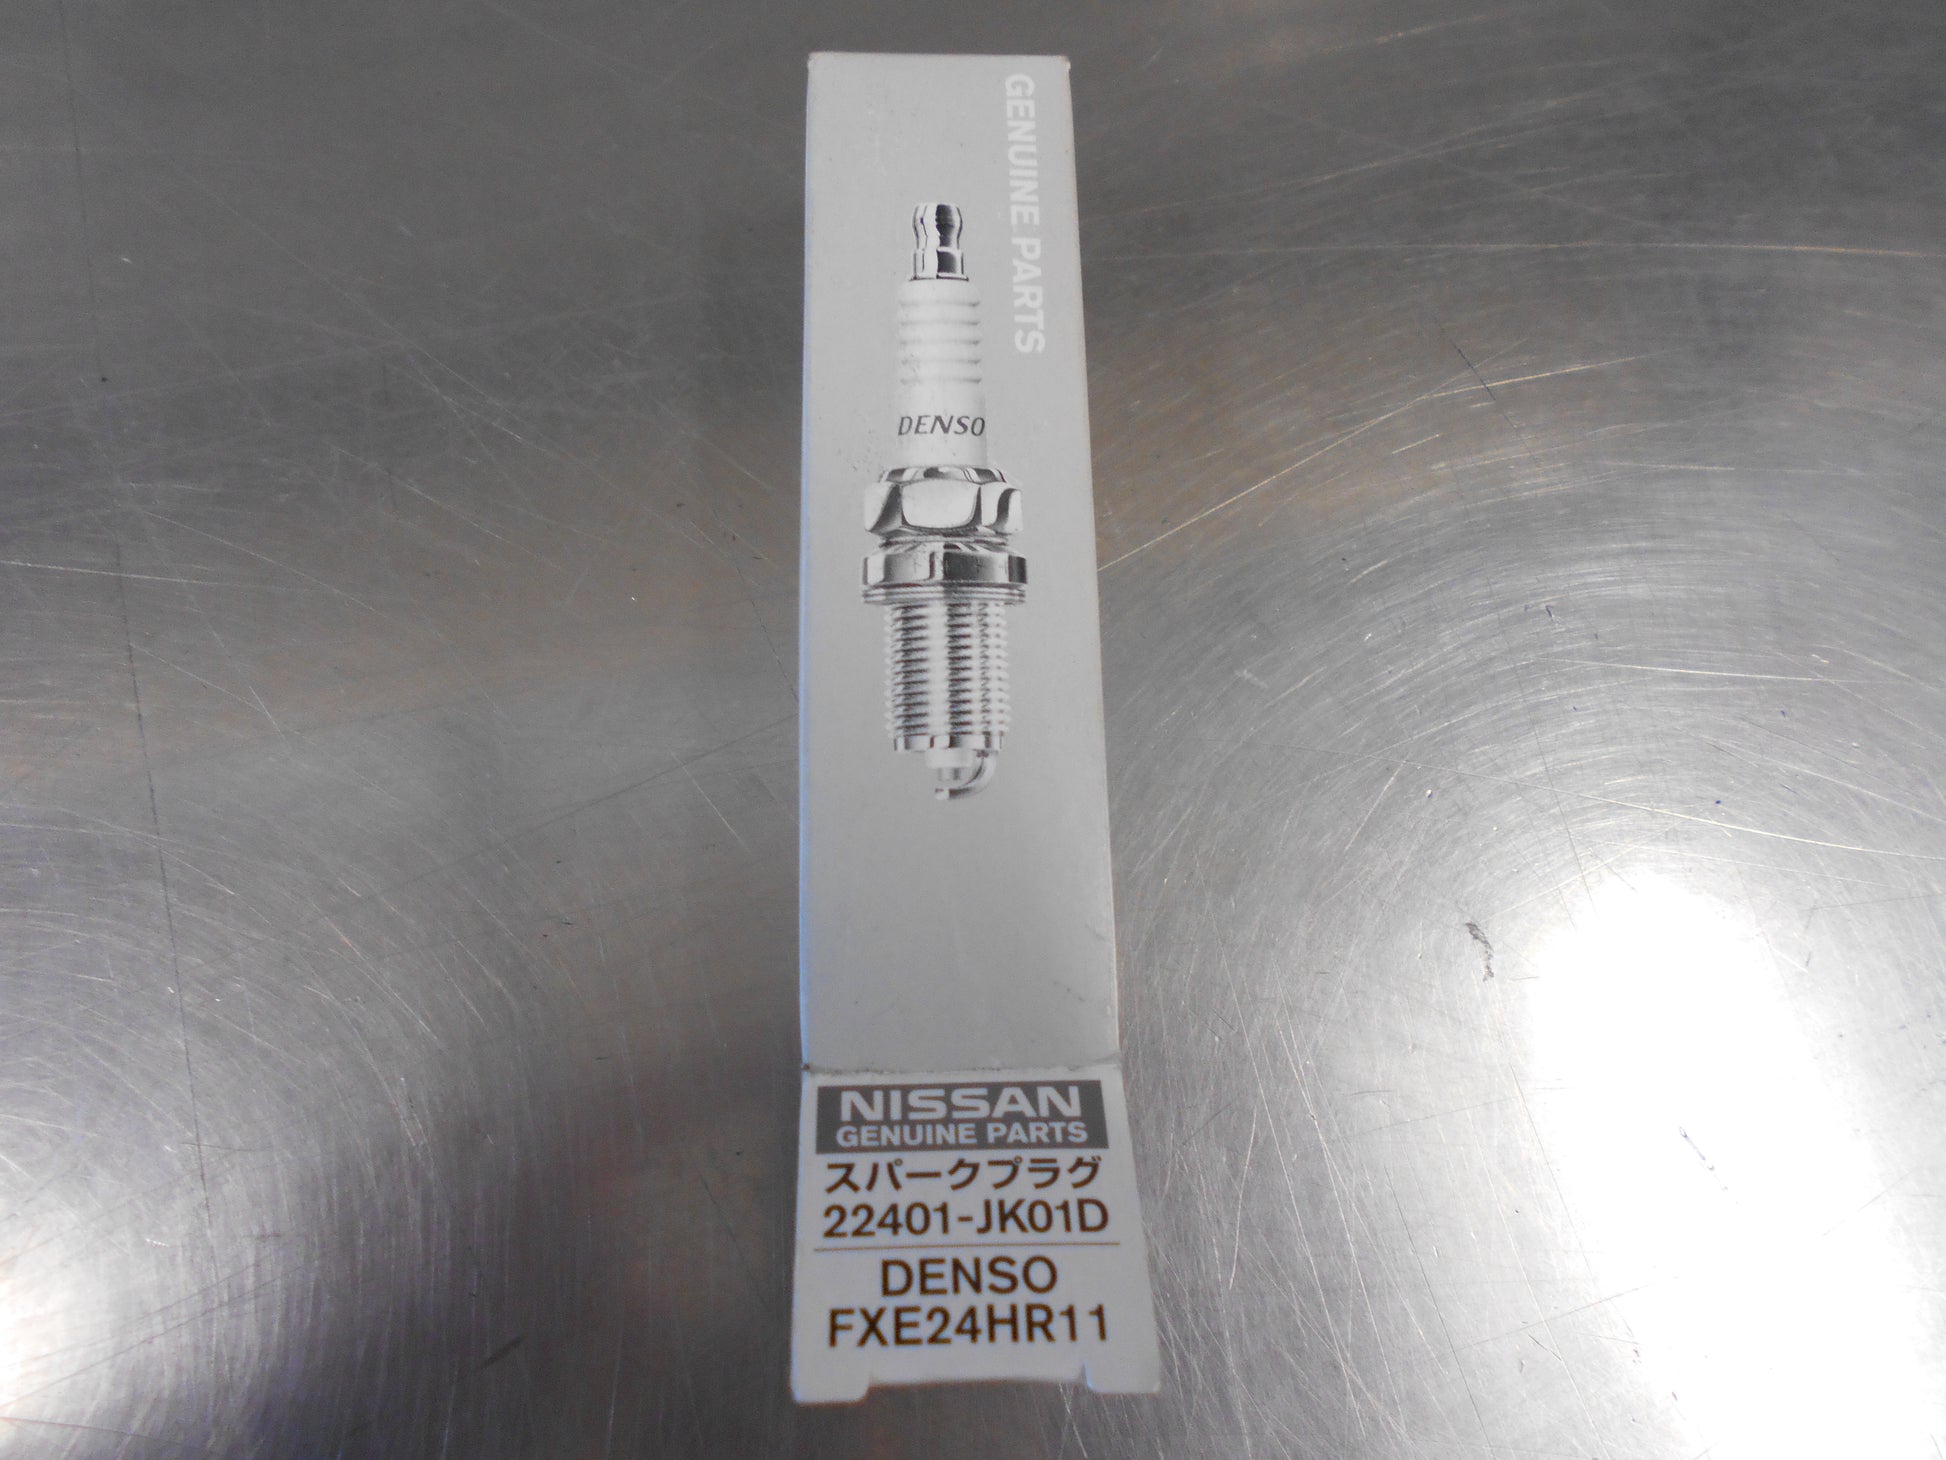 GENUINE PARTS
DENSO
NISSAN
GENUINE PARTS
スパークプラグ
22401-JK01D
DENSO
FXE24HR11